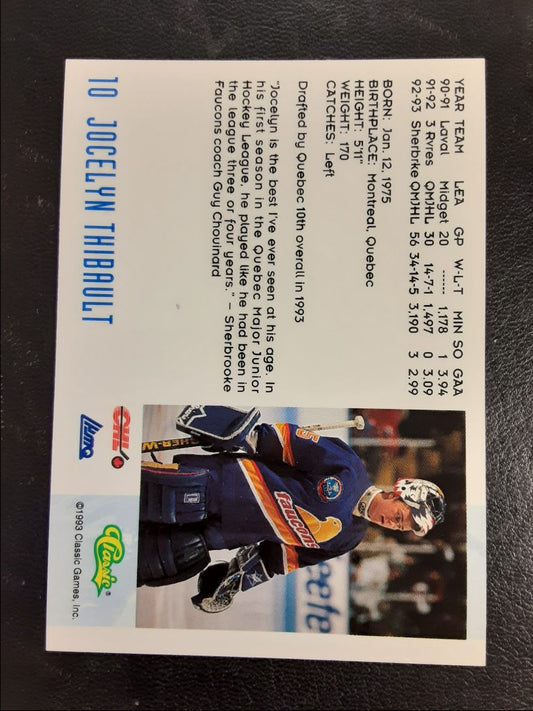 YEAR TEAM LEA GP W-L-T MIN SO GAA
90-91 Laval Midget 20 ------ 1,178 1 3.94
91-92 3 Rvres QMJHL 30 14-7-1 1,497 0 3.09
92-93 Sherbrke QMJHL 56 34-14-5 3,190 3 2.99
BORN: Jan. 12, 1975
BIRTHPLACE: Montreal, Quebec
HEIGHT: 5'11"
WEIGHT: 170
CATCHES: Left
Drafted by Quebec 10th overall in 1993
"Jocelyn is the best I've ever seen at his age. In
his first season in the Quebec Major Junior
Hockey League, he played like he had been in
the league three or four years." – Sherbrooke
Faucons coach Guy Chouinard
10 JOCELYN THIBAULT
faucons
CHL
LHJMQ
Classic®
©1993 Classic Games, Inc.